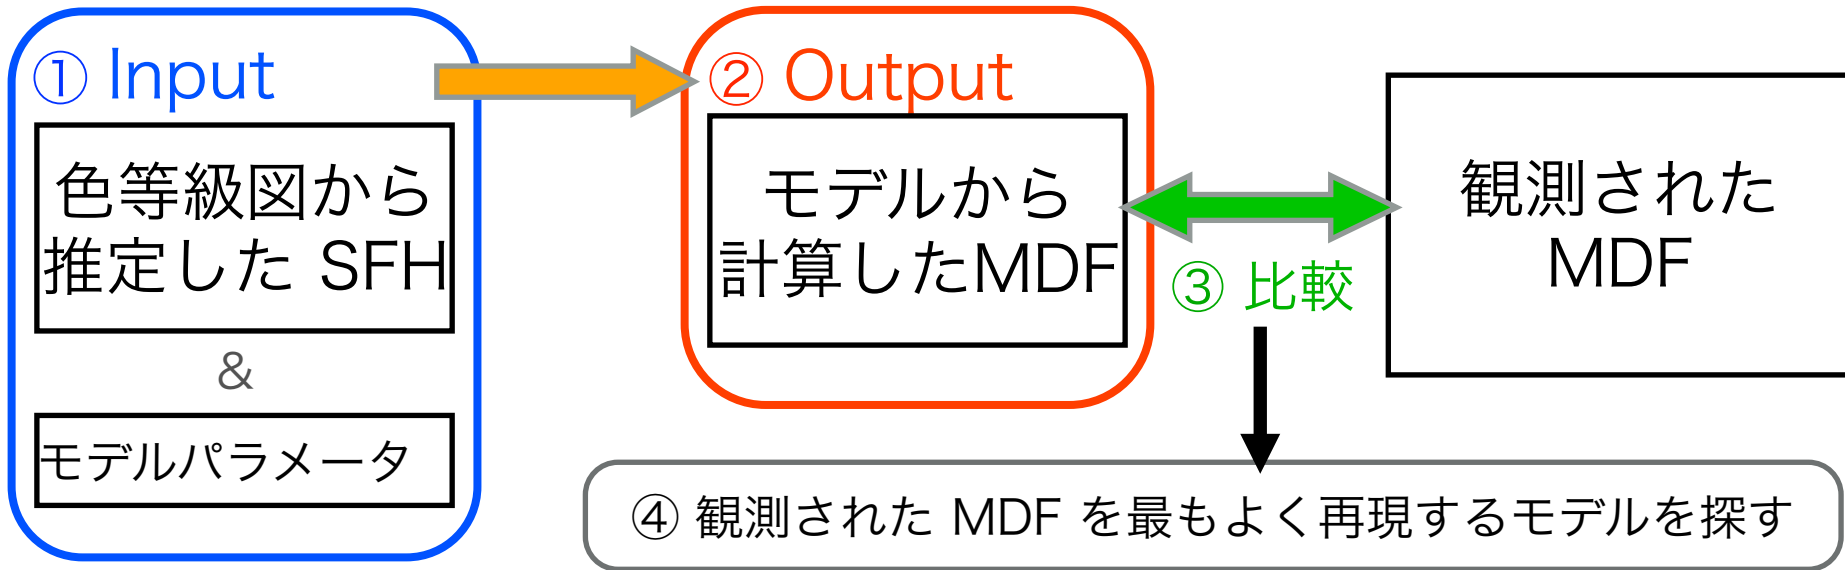 ① Input
色等級図から
推定した SFH
&
モデルパラメータ
② Output
モデルから
計算したMDF
③ 比較
観測された
MDF
④ 観測された MDF を最もよく再現するモデルを探す